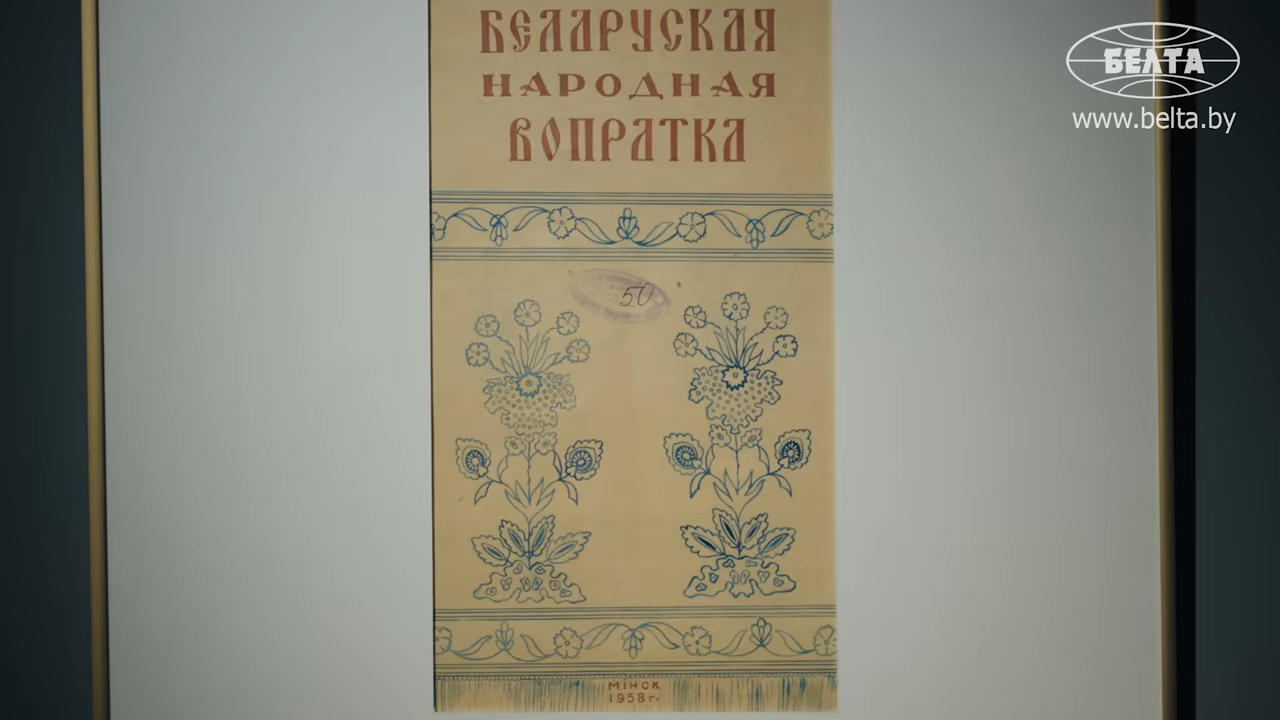 БЕЛАРУСКАЯ
НАРОДНАЯ
ВОПРАТКА
50
МІНСК
1958 г.
БЕЛТА
www.belta.by